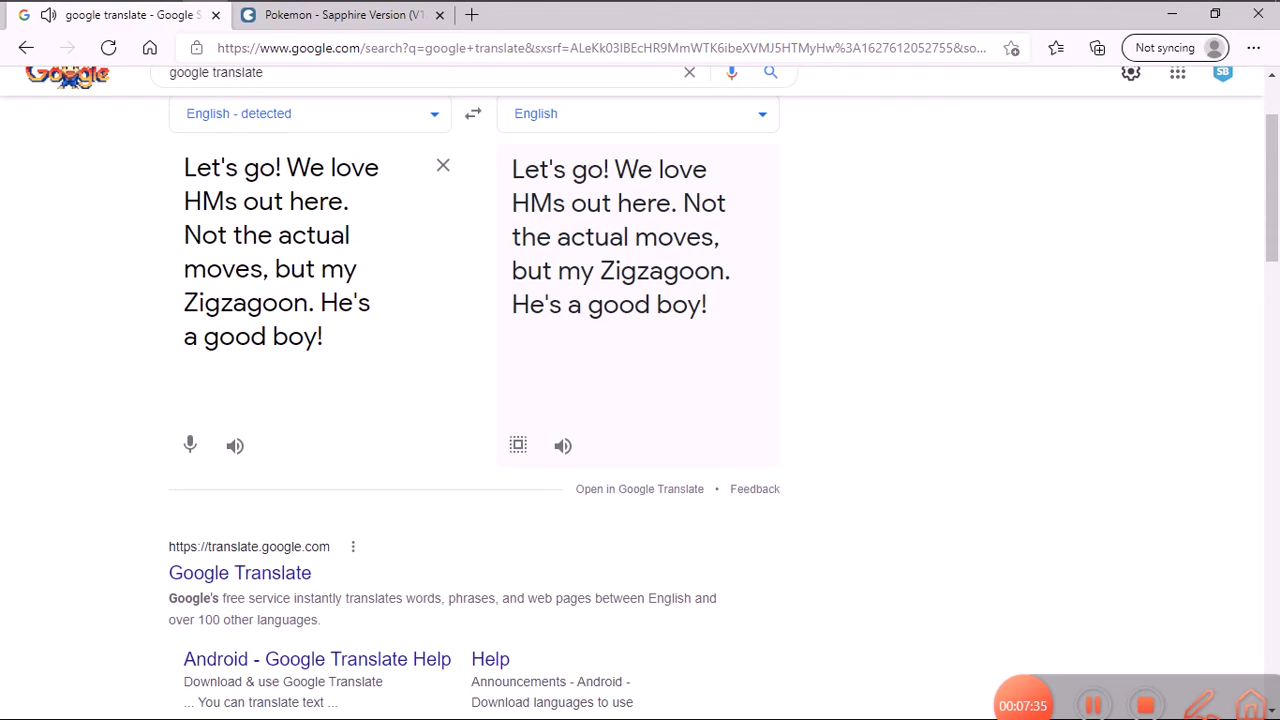 google translate - Google S
Pokemon - Sapphire Version (V1
https://www.google.com/search?q=google+translate&sxsrf=ALeKk03IBEcHR9MmWTK6ibeXVMJ5HTMyHw%3A1627612052755&so...
Not syncing
Google
google translate
SB
English - detected
English
Let's go! We love
HMs out here.
Not the actual
moves, but my
Zigzagoon. He's
a good boy!
Let's go! We love
HMs out here. Not
the actual moves,
but my Zigzagoon.
He's a good boy!
Open in Google Translate • Feedback
https://translate.google.com
Google Translate
Google's free service instantly translates words, phrases, and web pages between English and
over 100 other languages.
Android - Google Translate Help
Download & use Google Translate
... You can translate text ...
Help
Announcements - Android -
Download languages to use
00:07:35